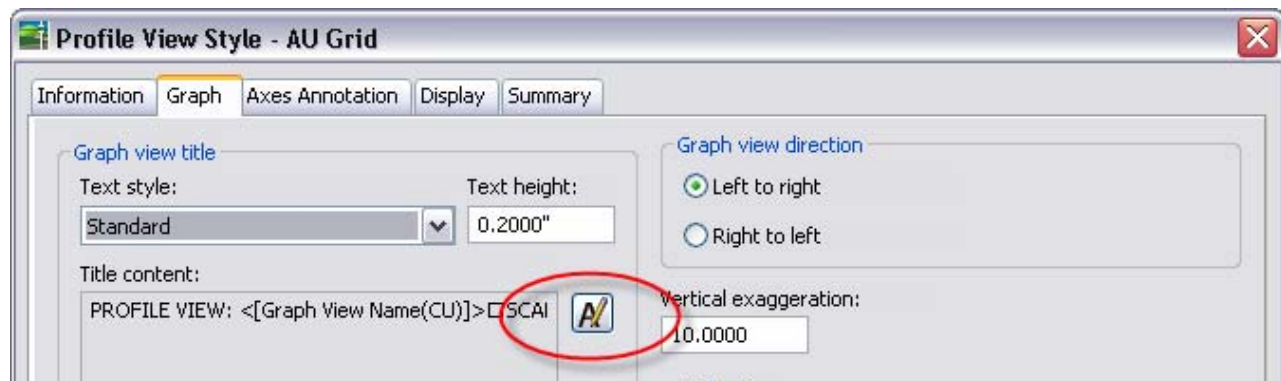 Profile View Style - AU Grid
Information Graph Axes Annotation Display Summary
Graph view title
Text style: Text height:
Standard 0.2000"
Title content:
PROFILE VIEW: <[Graph View Name(CU)]>□SCAI
Graph view direction
Left to right
Right to left
Vertical exaggeration:
10.0000